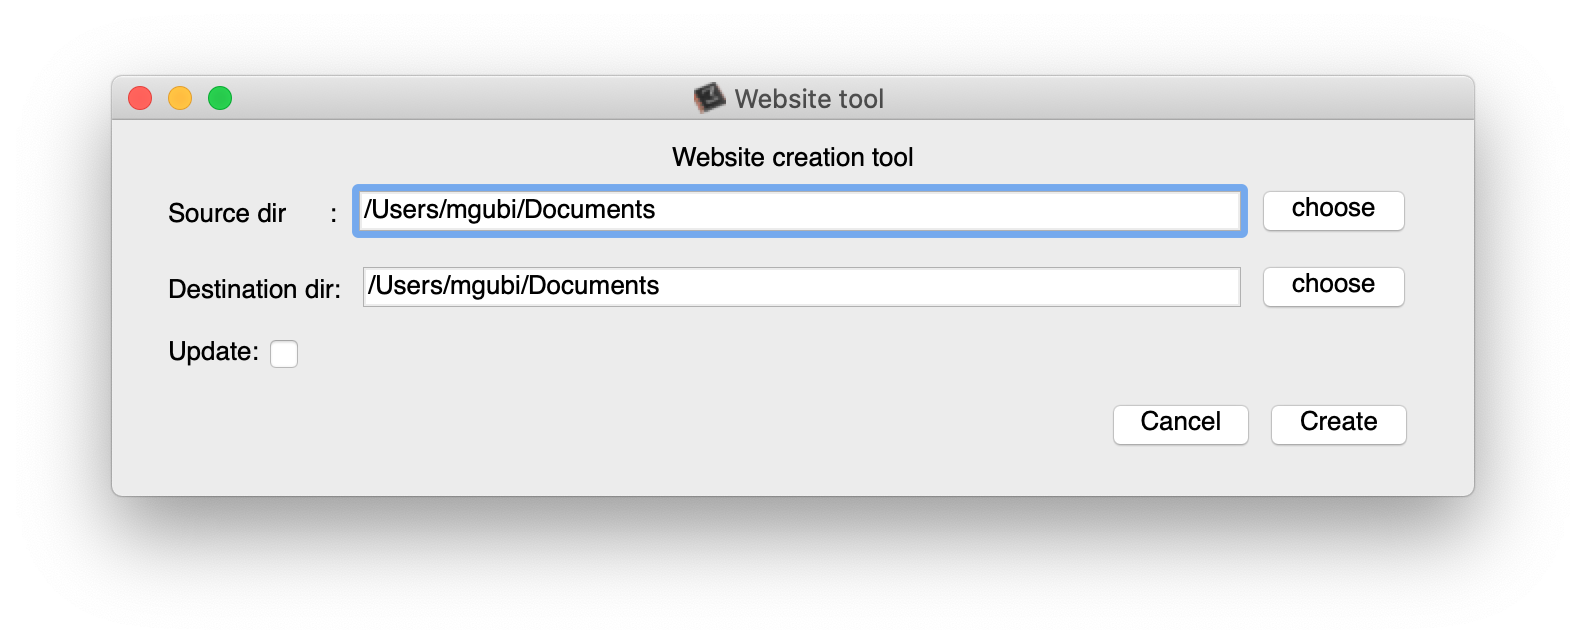 Website tool
Website creation tool
Source dir : /Users/mgubi/Documents choose
Destination dir: /Users/mgubi/Documents choose
Update:
Cancel Create